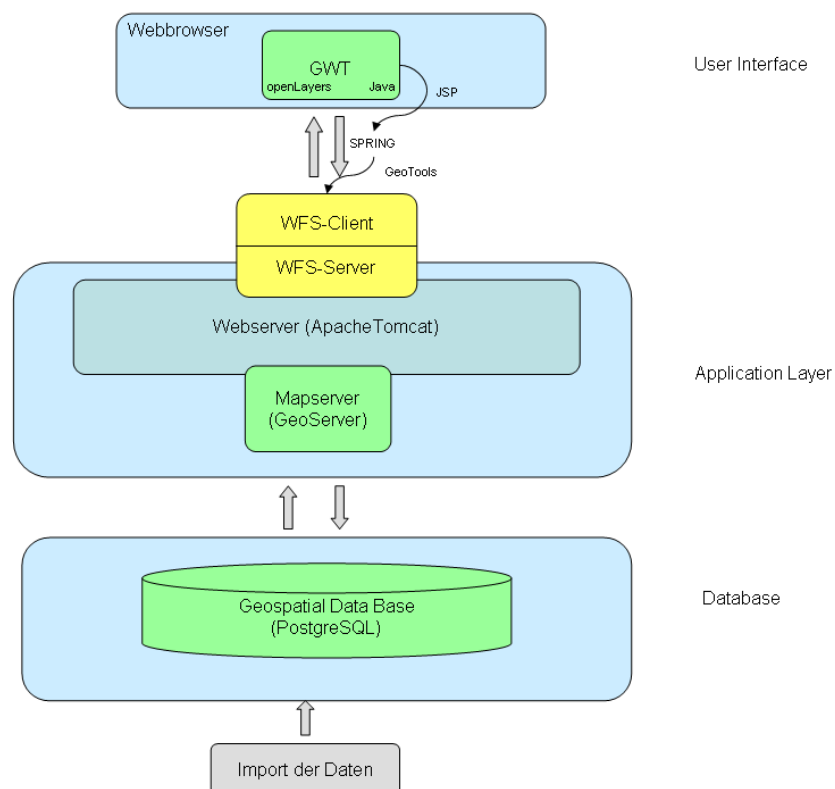 Webbrowser
User Interface
GWT
openLayers Java
JSP
SPRING
GeoTools
WFS-Client
WFS-Server
Webserver (ApacheTomcat)
Application Layer
Mapserver
(GeoServer)
Database
Geospatial Data Base
(PostgreSQL)
Import der Daten